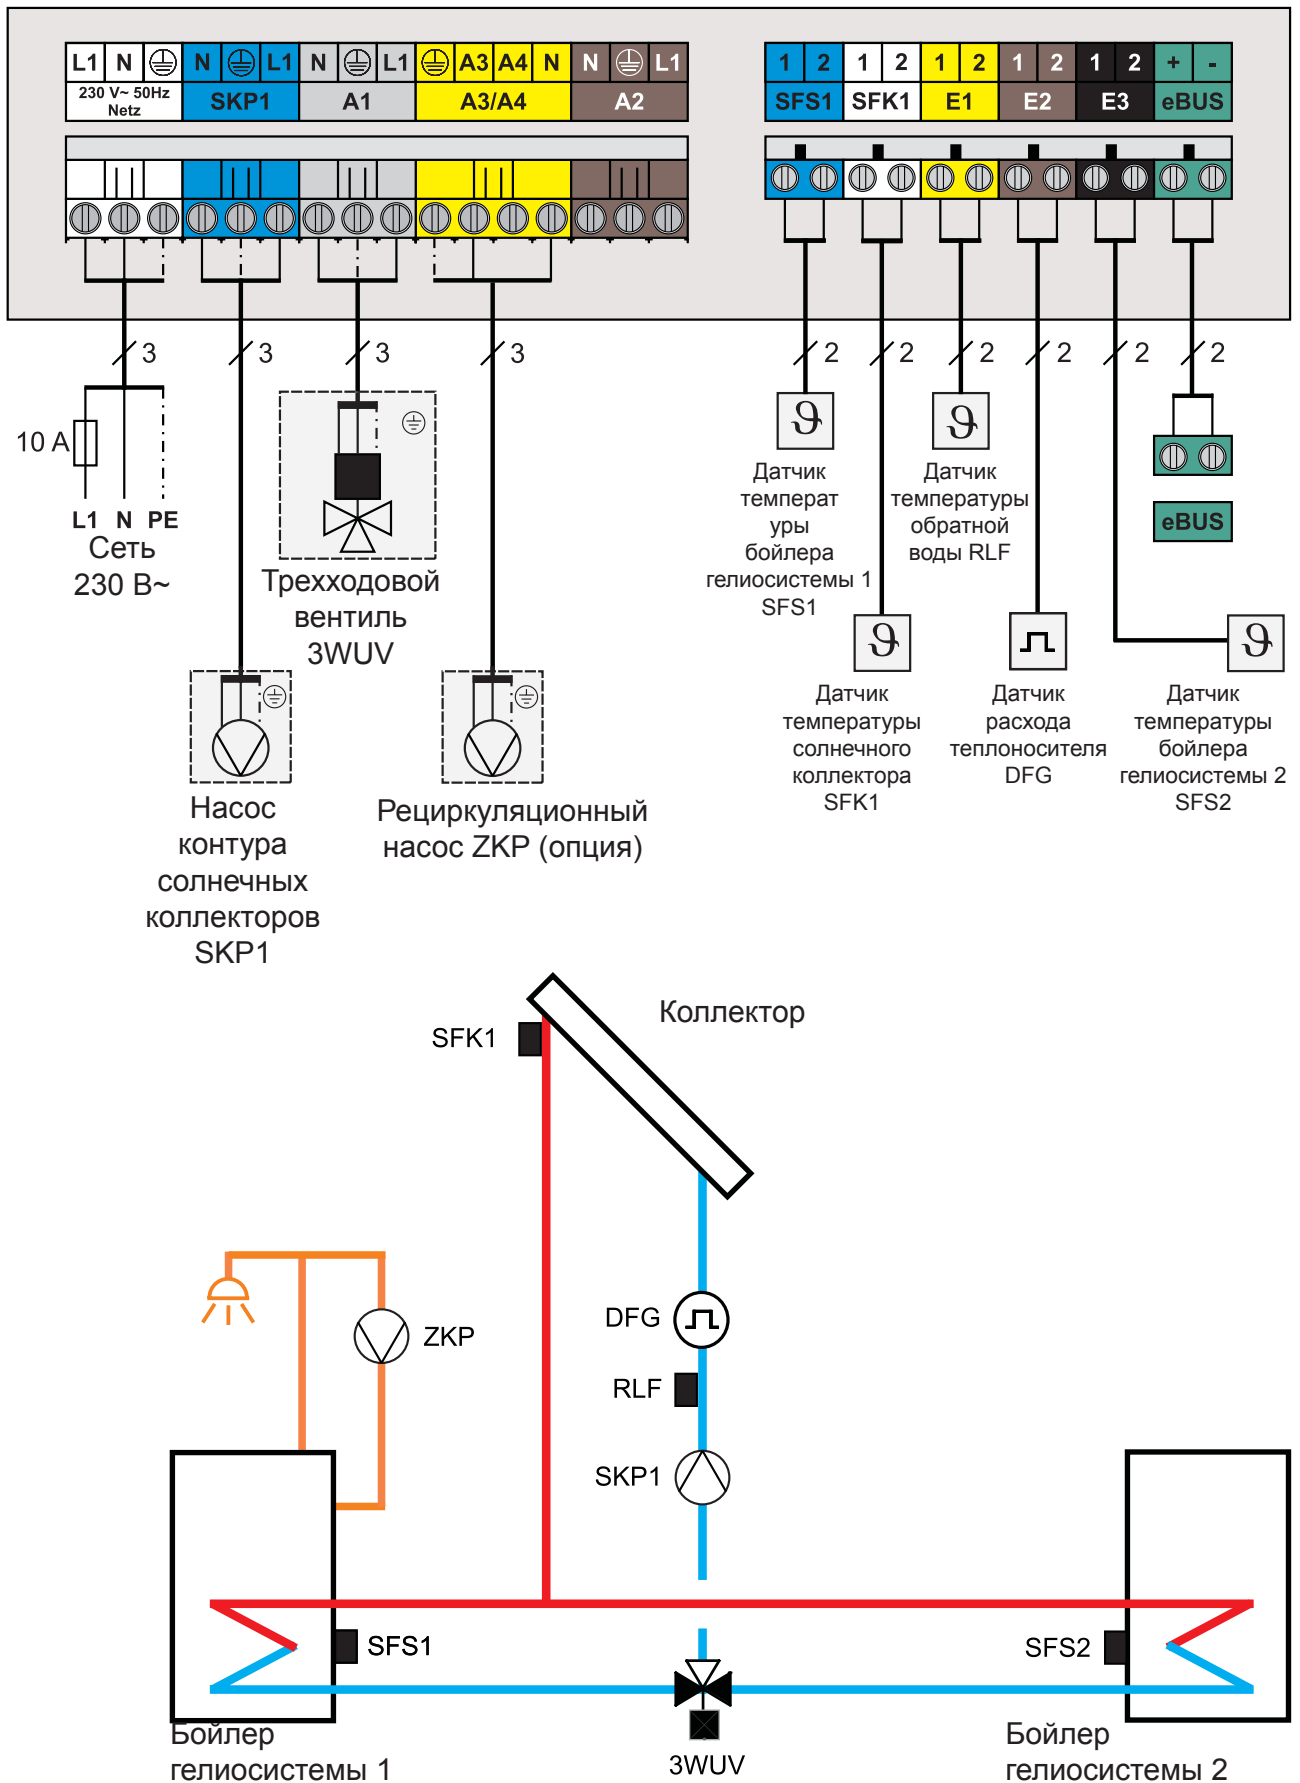 L1 N N L1 N L1 A3 A4 N N L1 1 2 1 2 1 2 1 2 1 2 + -
230 V~ 50Hz
Netz
SKP1 A1 A3/A4 A2 SFS1 SFK1 E1 E2 E3 eBUS
3 3 3 3 2 2 2 2 2 2
10 A
L1 N PE
Сеть
230 В~
Трехходовой
вентиль
3WUV
ϑ
Датчик
температ
уры
бойлера
гелиосистемы 1
SFS1
ϑ
Датчик
температуры
обратной
воды RLF
eBUS
ϑ
Датчик
температуры
солнечного
коллектора
SFK1
Датчик
расхода
теплоносителя
DFG
ϑ
Датчик
температуры
бойлера
гелиосистемы 2
SFS2
Насос
контура
солнечных
коллекторов
SKP1
Рециркуляционный
насос ZKP (опция)
Коллектор
SFK1
DFG
ZKP
RLF
SKP1
SFS1
SFS2
Бойлер
гелиосистемы 1
3WUV
Бойлер
гелиосистемы 2